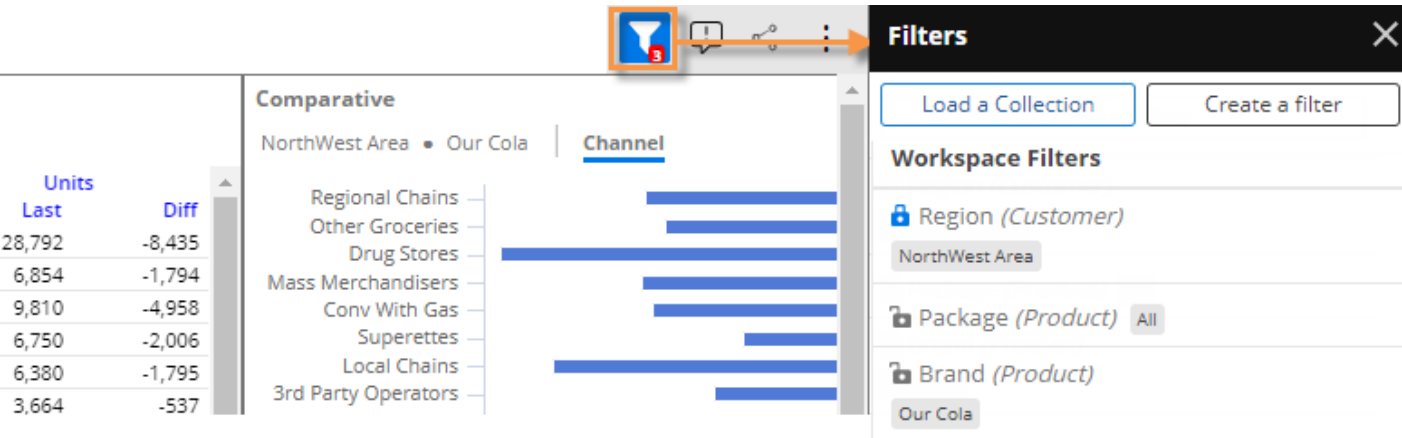 3
Filters
Load a Collection
Create a filter
Workspace Filters
Region (Customer)
NorthWest Area
Package (Product) All
Brand (Product)
Our Cola
Comparative
NorthWest Area • Our Cola
Channel
Regional Chains
Other Groceries
Drug Stores
Mass Merchandisers
Conv With Gas
Superettes
Local Chains
3rd Party Operators
Units
Last Diff
28,792 -8,435
6,854 -1,794
9,810 -4,958
6,750 -2,006
6,380 -1,795
3,664 -537